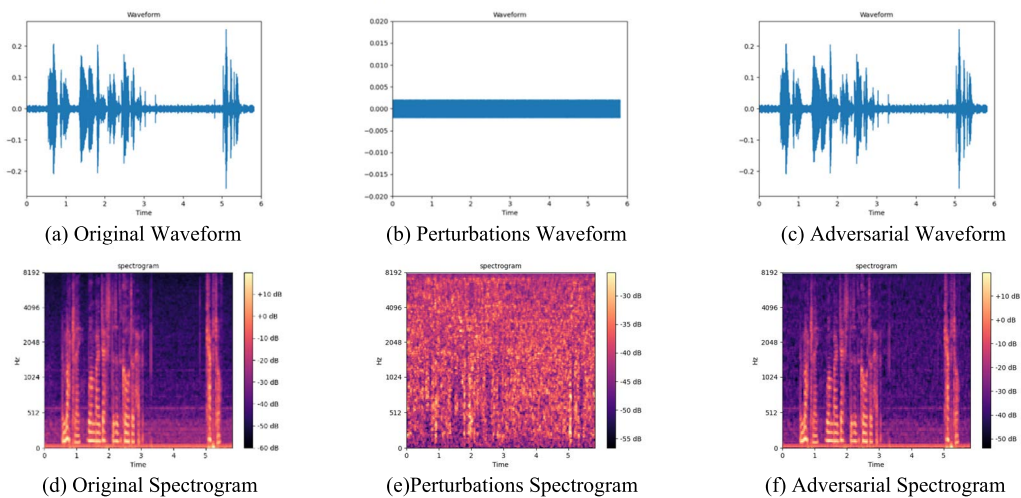 Waveform
0.2
0.1
0.0
−0.1
−0.2
0 1 2 3 4 5 6
Time
(a) Original Waveform
Waveform
0.020
0.015
0.010
0.005
0.000
−0.005
−0.010
−0.015
−0.020
0 1 2 3 4 5 6
Time
(b) Perturbations Waveform
Waveform
0.2
0.1
0.0
−0.1
−0.2
0 1 2 3 4 5 6
Time
(c) Adversarial Waveform
spectrogram
8192
4096
2048
1024
512
0
Hz
0 1 2 3 4 5
Time
+10 dB
+0 dB
-10 dB
-20 dB
-30 dB
-40 dB
-50 dB
-60 dB
(d) Original Spectrogram
spectrogram
8192
4096
2048
1024
512
0
Hz
0 1 2 3 4 5
Time
-30 dB
-35 dB
-40 dB
-45 dB
-50 dB
-55 dB
(e)Perturbations Spectrogram
spectrogram
8192
4096
2048
1024
512
0
Hz
0 1 2 3 4 5
Time
+10 dB
+0 dB
-10 dB
-20 dB
-30 dB
-40 dB
-50 dB
(f) Adversarial Spectrogram